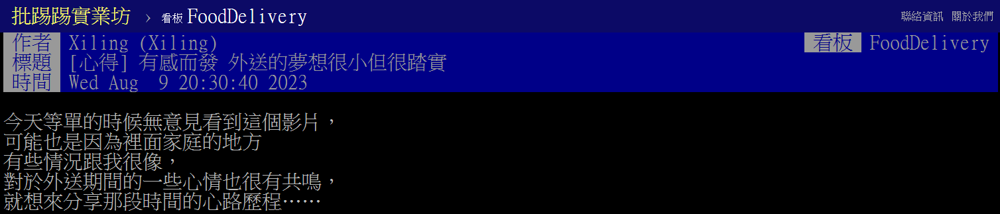 批踢踢實業坊 › 看板 FoodDelivery 聯絡資訊 關於我們
作者 Xiling (Xiling) 看板 FoodDelivery
標題 [心得] 有感而發 外送的夢想很小但很踏實
時間 Wed Aug  9 20:30:40 2023
今天等單的時候無意見看到這個影片，
可能也是因為裡面家庭的地方
有些情況跟我很像，
對於外送期間的一些心情也很有共鳴，
就想來分享那段時間的心路歷程……